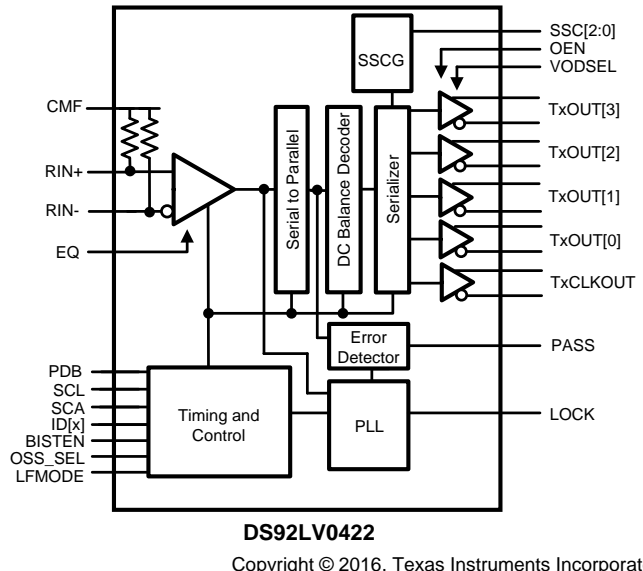 SSC[2:0]
OEN
VODSEL
SSCG
CMF
TxOUT[3]
TxOUT[2]
RIN+
Serial to Parallel
DC Balance Decoder
Serializer
TxOUT[1]
RIN-
TxOUT[0]
EQ
TxCLKOUT
Error
Detector
PASS
PDB
SCL
SCA
ID[x]
BISTEN
OSS_SEL
LFMODE
Timing and
Control
PLL
LOCK
DS92LV0422
Copyright © 2016, Texas Instruments Incorporat